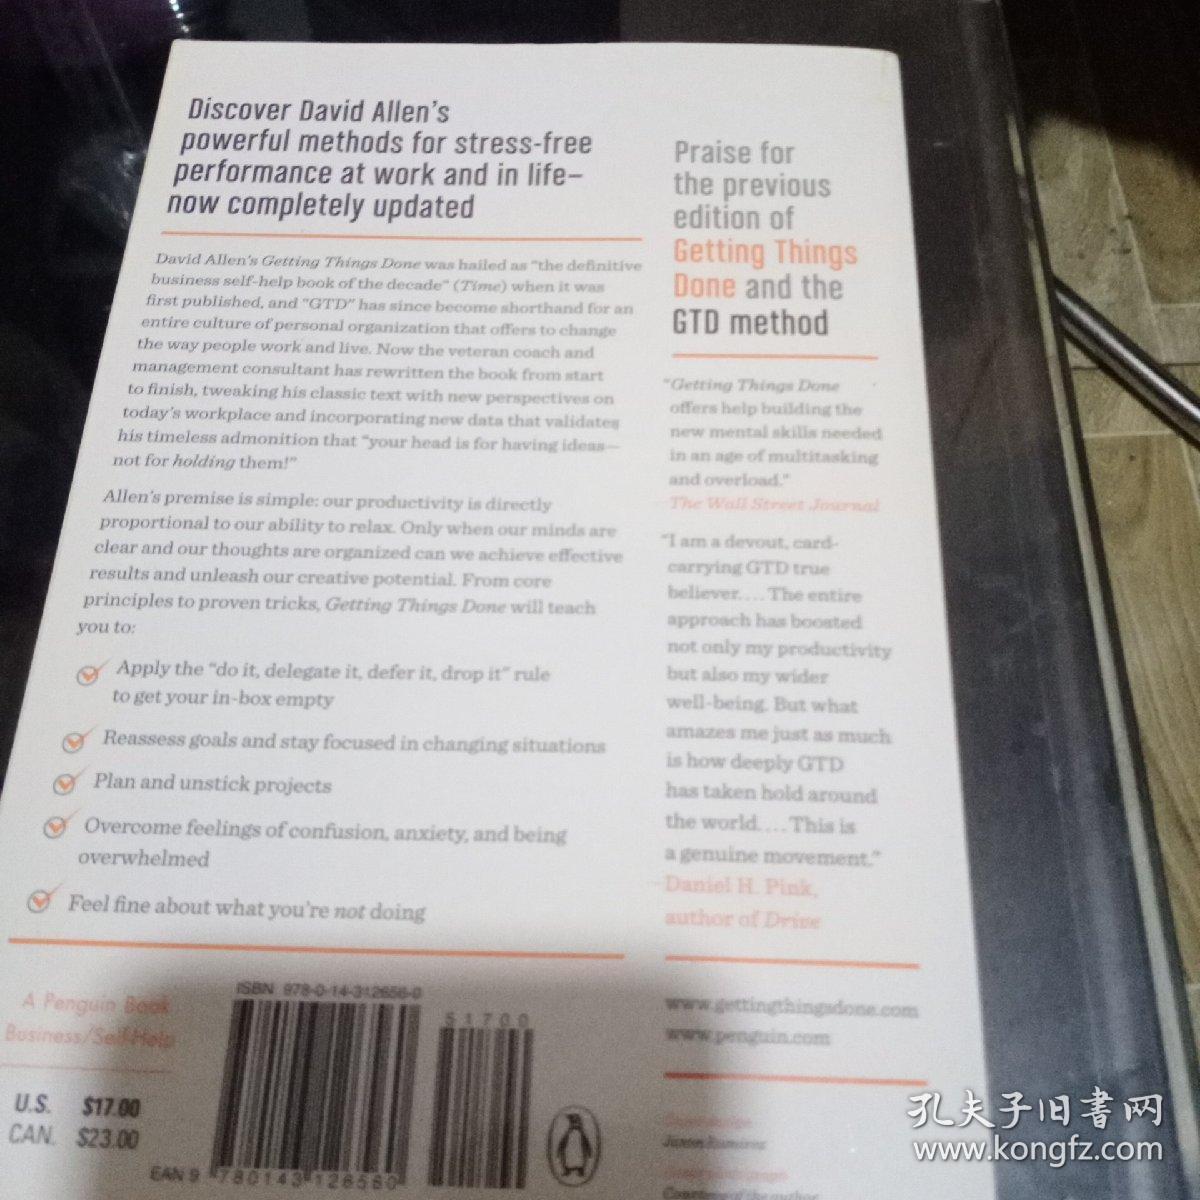 Discover David Allen's
powerful methods for stress-free
performance at work and in life–
now completely updated
David Allen's Getting Things Done was hailed as "the definitive
business self-help book of the decade" (Time) when it was
first published, and "GTD" has since become shorthand for an
entire culture of personal organization that offers to change
the way people work and live. Now the veteran coach and
management consultant has rewritten the book from start
to finish, tweaking his classic text with new perspectives on
today's workplace and incorporating new data that validates
his timeless admonition that "your head is for having ideas—
not for holding them!"
Allen's premise is simple: our productivity is directly
proportional to our ability to relax. Only when our minds are
clear and our thoughts are organized can we achieve effective
results and unleash our creative potential. From core
principles to proven tricks, Getting Things Done will teach
you to:
Apply the "do it, delegate it, defer it, drop it" rule
to get your in-box empty
Reassess goals and stay focused in changing situations
Plan and unstick projects
Overcome feelings of confusion, anxiety, and being
overwhelmed
Feel fine about what you're not doing
A Penguin Book
Business/Self-Help
U.S. $17.00
CAN. $23.00
ISBN 978-0-14-312656-0
51700
EAN 9 780143 126560
Praise for
the previous
edition of
Getting Things
Done and the
GTD method
"Getting Things Done
offers help building the
new mental skills needed
in an age of multitasking
and overload."
The Wall Street Journal
"I am a devout, card-
carrying GTD true
believer.... The entire
approach has boosted
not only my productivity
but also my wider
well-being. But what
amazes me just as much
is how deeply GTD
has taken hold around
the world.... This is
a genuine movement."
Daniel H. Pink,
author of Drive
www.gettingthingsdone.com
www.penguin.com
Courtesy of the author
孔夫子旧书网
www.kongfz.com